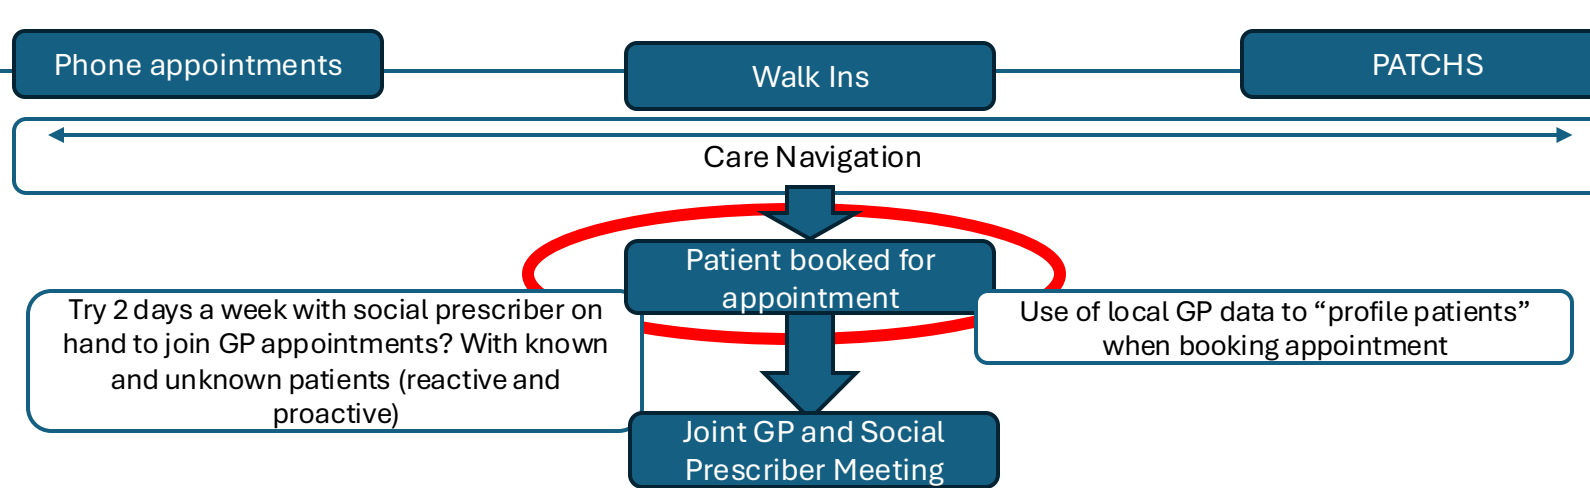 Phone appointments
Walk Ins
PATCHS
Care Navigation
Patient booked for
appointment
Try 2 days a week with social prescriber on
hand to join GP appointments? With known
and unknown patients (reactive and
proactive)
Use of local GP data to “profile patients”
when booking appointment
Joint GP and Social
Prescriber Meeting